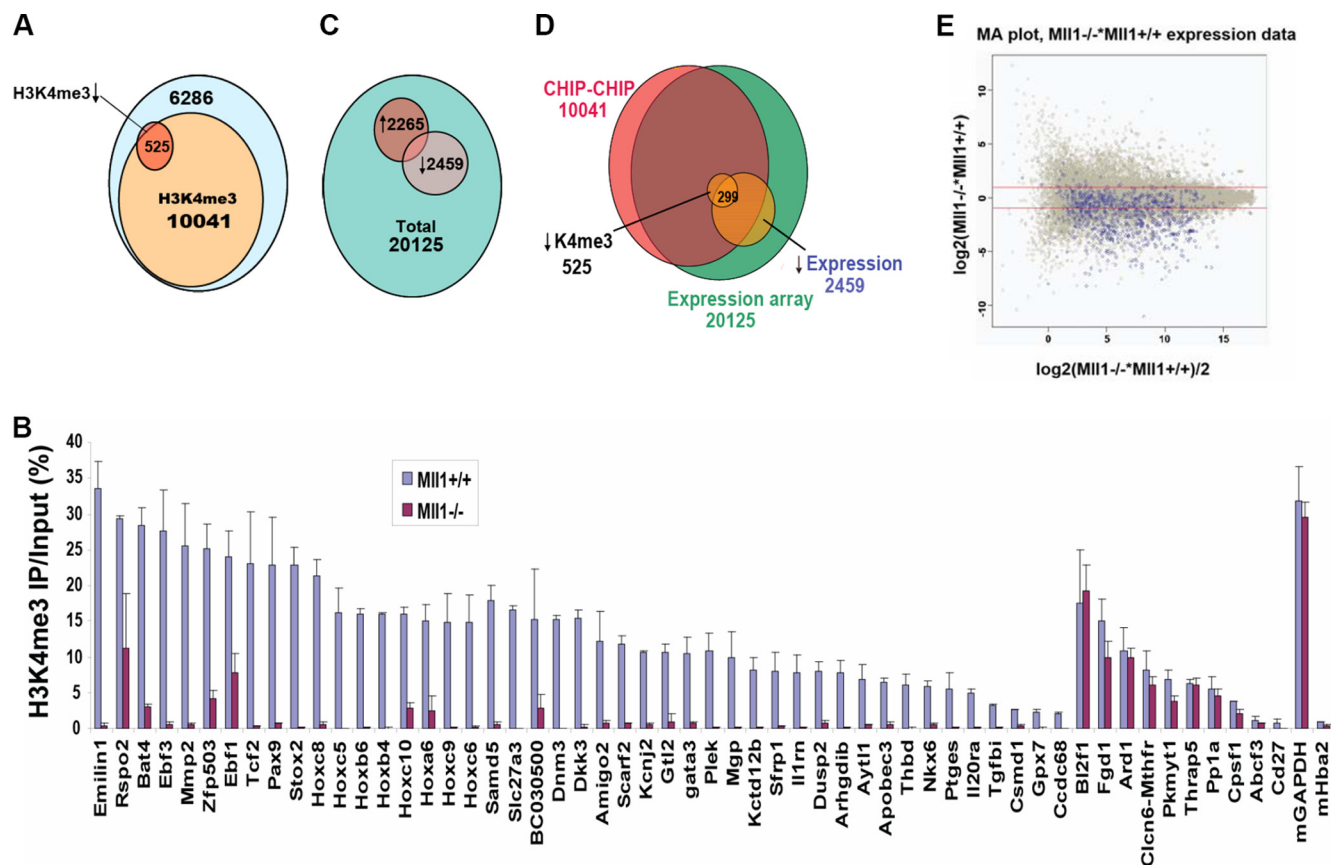 A
H3K4me3↓
6286
525
H3K4me3
10041
C
↑2265
↓2459
Total
20125
D
CHIP-CHIP
10041
299
↓K4me3
525
↓ Expression
2459
Expression array
20125
E
MA plot, Mll1-/-*Mll1+/+ expression data
log2(Mll1-/-*Mll1+/+)
10
5
0
-5
-10
0
5
10
15
log2(Mll1-/-*Mll1+/+)/2
B
H3K4me3 IP/Input (%)
40
35
30
25
20
15
10
5
0
Mll1+/+
Mll1-/-
Emilin1
Rspo2
Bat4
Ebf3
Mmp2
Zfp503
Ebf1
Tcf2
Pax9
Stox2
Hoxc8
Hoxc5
Hoxb6
Hoxb4
Hoxc10
Hoxa6
Hoxc9
Hoxc6
Samd5
Slc27a3
BC030500
Dnm3
Dkk3
Amigo2
Scarf2
Kcnj2
Gtl2
gata3
Plek
Mgp
Kctd12b
Sfrp1
Il1rn
Dusp2
Arhgdib
Aytl1
Apobec3
Thbd
Nkx6
Ptges
Il20ra
Tgfbi
Csmd1
Gpx7
Ccdc68
Bl2f1
Fgd1
Ard1
Clcn6-Mthfr
Pkmyt1
Thrap5
Pp1a
Cpsf1
Abcf3
Cd27
mGAPDH
mHba2